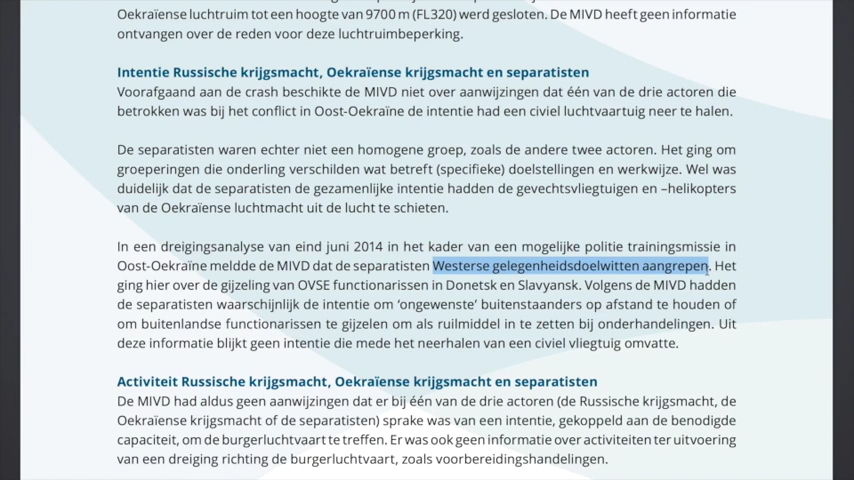 Oekraïense luchtruim tot een hoogte van 9700 m (FL320) werd gesloten. De MIVD heeft geen informatie
ontvangen over de reden voor deze luchtruimbeperking.
Intentie Russische krijgsmacht, Oekraïense krijgsmacht en separatisten
Voorafgaand aan de crash beschikte de MIVD niet over aanwijzingen dat één van de drie actoren die
betrokken was bij het conflict in Oost-Oekraïne de intentie had een civiel luchtvaartuig neer te halen.
De separatisten waren echter niet een homogene groep, zoals de andere twee actoren. Het ging om
groeperingen die onderling verschilden wat betreft (specifieke) doelstellingen en werkwijze. Wel was
duidelijk dat de separatisten de gezamenlijke intentie hadden de gevechtsvliegtuigen en –helikopters
van de Oekraïense luchtmacht uit de lucht te schieten.
In een dreigingsanalyse van eind juni 2014 in het kader van een mogelijke politie trainingsmissie in
Oost-Oekraïne meldde de MIVD dat de separatisten Westerse gelegenheidsdoelwitten aangrepen. Het
ging hier over de gijzeling van OVSE functionarissen in Donetsk en Slavyansk. Volgens de MIVD hadden
de separatisten waarschijnlijk de intentie om ‘ongewenste’ buitenstaanders op afstand te houden of
om buitenlandse functionarissen te gijzelen om als ruilmiddel in te zetten bij onderhandelingen. Uit
deze informatie blijkt geen intentie die mede het neerhalen van een civiel vliegtuig omvatte.
Activiteit Russische krijgsmacht, Oekraïense krijgsmacht en separatisten
De MIVD had aldus geen aanwijzingen dat er bij één van de drie actoren (de Russische krijgsmacht, de
Oekraïense krijgsmacht of de separatisten) sprake was van een intentie, gekoppeld aan de benodigde
capaciteit, om de burgerluchtvaart te treffen. Er was ook geen informatie over activiteiten ter uitvoering
van een dreiging richting de burgerluchtvaart, zoals voorbereidingshandelingen.